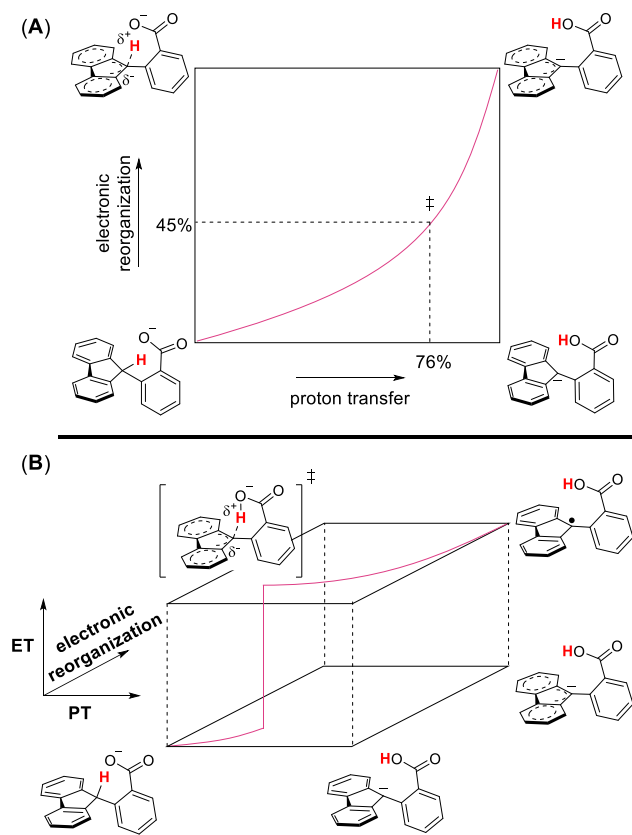 (A)
O⁻
O
δ⁺
H
δ⁻
HO
O
−
electronic
reorganization
45%
‡
76%
proton transfer
O⁻
O
H
HO
O
−
(B)
‡
O⁻
O
δ⁺
H
δ⁻
HO
O
•
ET
electronic
reorganization
PT
HO
O
−
O⁻
O
H
HO
O
−